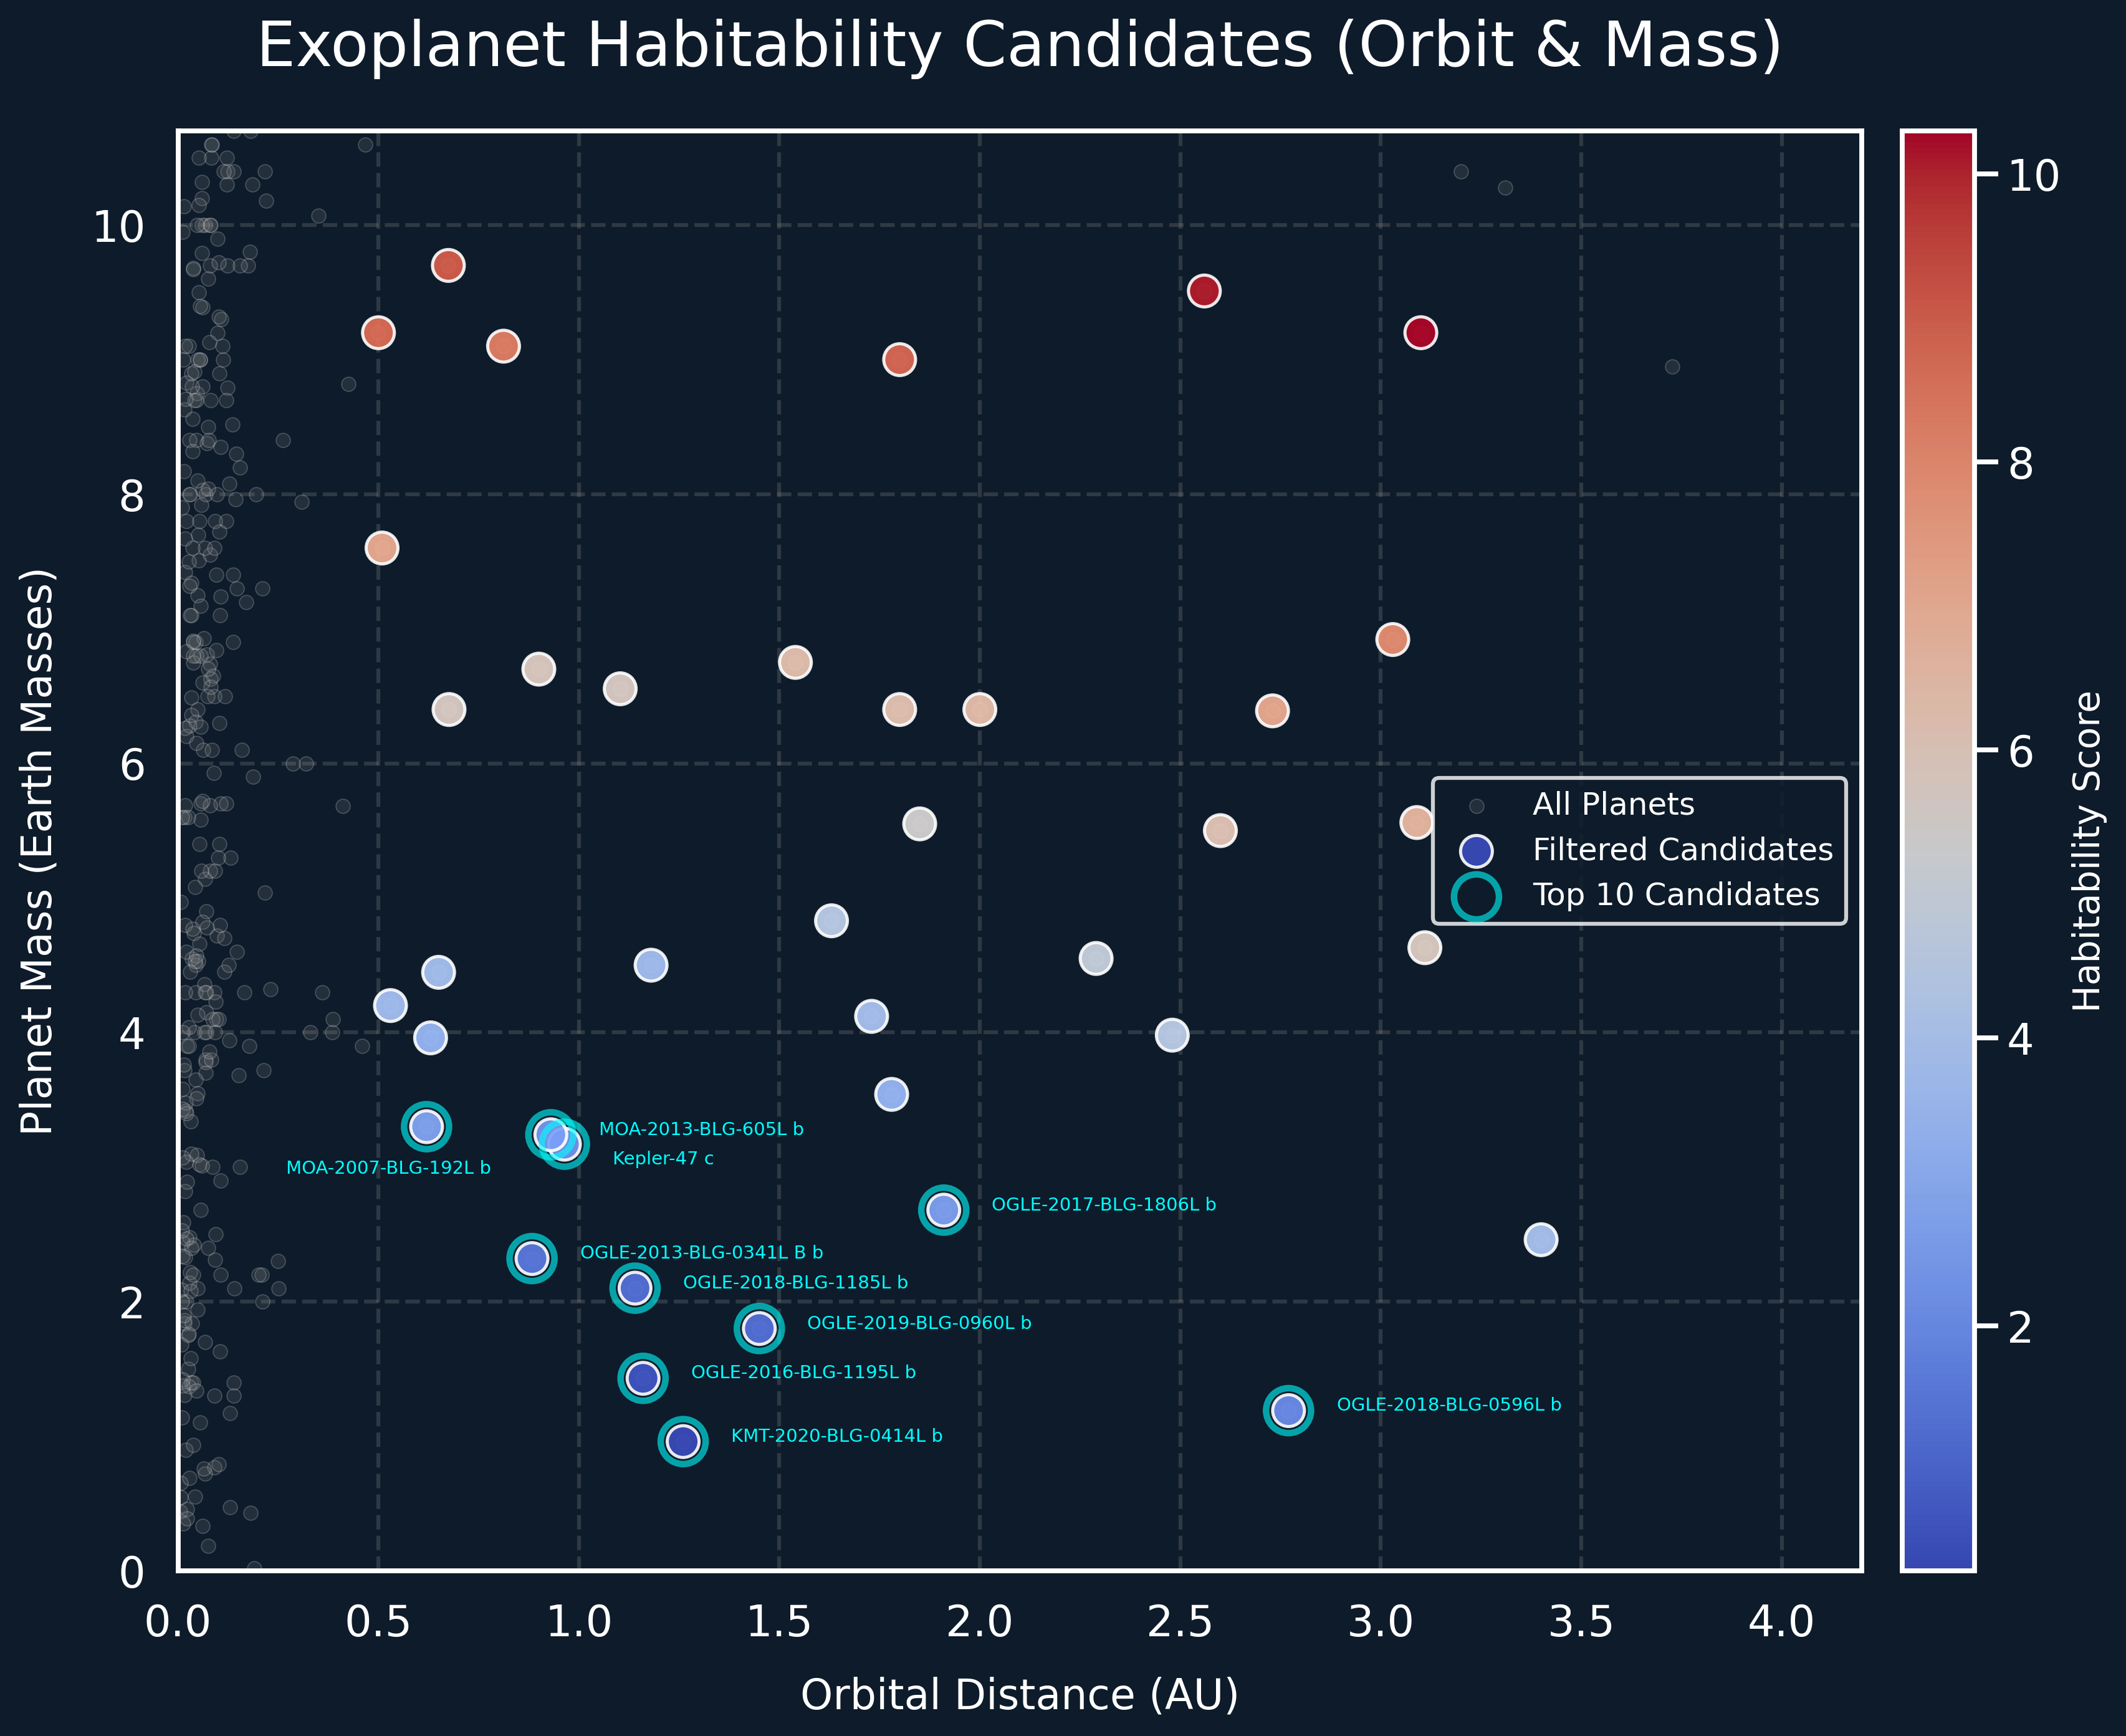 Exoplanet Habitability Candidates (Orbit & Mass)
Planet Mass (Earth Masses)
10
8
6
4
2
0
0.0 0.5 1.0 1.5 2.0 2.5 3.0 3.5 4.0
Orbital Distance (AU)
All Planets
Filtered Candidates
Top 10 Candidates
MOA-2013-BLG-605L b
Kepler-47 c
MOA-2007-BLG-192L b
OGLE-2017-BLG-1806L b
OGLE-2013-BLG-0341L B b
OGLE-2018-BLG-1185L b
OGLE-2019-BLG-0960L b
OGLE-2016-BLG-1195L b
OGLE-2018-BLG-0596L b
KMT-2020-BLG-0414L b
10
8
6
4
2
Habitability Score